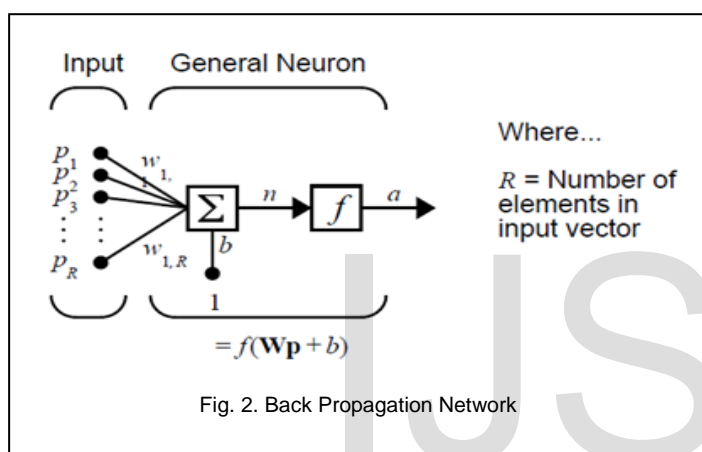 Input General Neuron
p1
p2
p3
pR
w1,1
w1, R
Σ
n
f
a
b
1
= f(Wp + b)
Where...
R = Number of
elements in
input vector
Fig. 2. Back Propagation Network
IJS